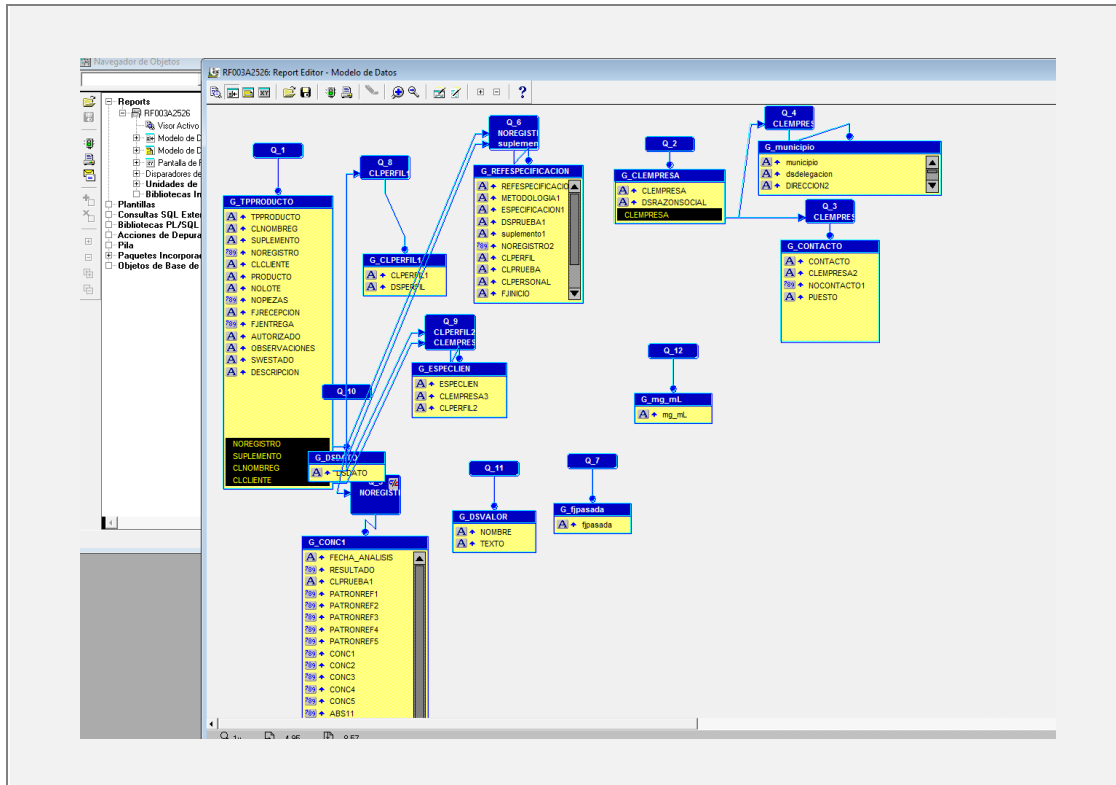 Navegador de Objetos
Reports
RF003A2526
Visor Activo
Modelo de D
Modelo de D
Pantalla de F
Disparadores de
Unidades de
Bibliotecas In
Plantillas
Consultas SQL Exter
Bibliotecas PL/SQL
Acciones de Depura
Pila
Paquetes Incorporad
Objetos de Base de
RF003A2526: Report Editor - Modelo de Datos
Q_1
G_TPPRODUCTO
TPPRODUCTO
CLNOMBREG
SUPLEMENTO
NOREGISTRO
CLCLIENTE
PRODUCTO
NOLOTE
NOPIEZAS
FJRECEPCION
FJENTREGA
AUTORIZADO
OBSERVACIONES
SWESTADO
DESCRIPCION
NOREGISTRO
SUPLEMENTO
CLNOMBREG
CLCLIENTE
Q_8
CLPERFIL1
G_CLPERFIL1
CLPERFIL1
DSPERFIL
Q_6
NOREGISTI
suplemen
G_REFESPECIFICACION
REFESPECIFICACIO
METODOLOGIA1
ESPECIFICACION1
DSPRUEBA1
suplemento1
NOREGISTRO2
CLPERFIL
CLPRUEBA
CLPERSONAL
FJINICIO
Q_9
CLPERFIL2
CLEMPRES
G_ESPECLIEN
ESPECLIEN
CLEMPRESA3
CLPERFIL2
Q_10
G_DSDATO
DSDATO
NOREGISTI
G_CONC1
FECHA_ANALISIS
RESULTADO
CLPRUEBA1
PATRONREF1
PATRONREF2
PATRONREF3
PATRONREF4
PATRONREF5
CONC1
CONC2
CONC3
CONC4
CONC5
ABS11
Q_2
G_CLEMPRESA
CLEMPRESA
DSRAZONSOCIAL
CLEMPRESA
Q_4
CLEMPRES
G_municipio
municipio
dsdelegacion
DIRECCION2
Q_3
CLEMPRES
G_CONTACTO
CONTACTO
CLEMPRESA2
NOCONTACTO1
PUESTO
Q_12
G_mg_mL
mg_mL
Q_11
G_DSVALOR
NOMBRE
TEXTO
Q_7
G_fjpasada
fjpasada